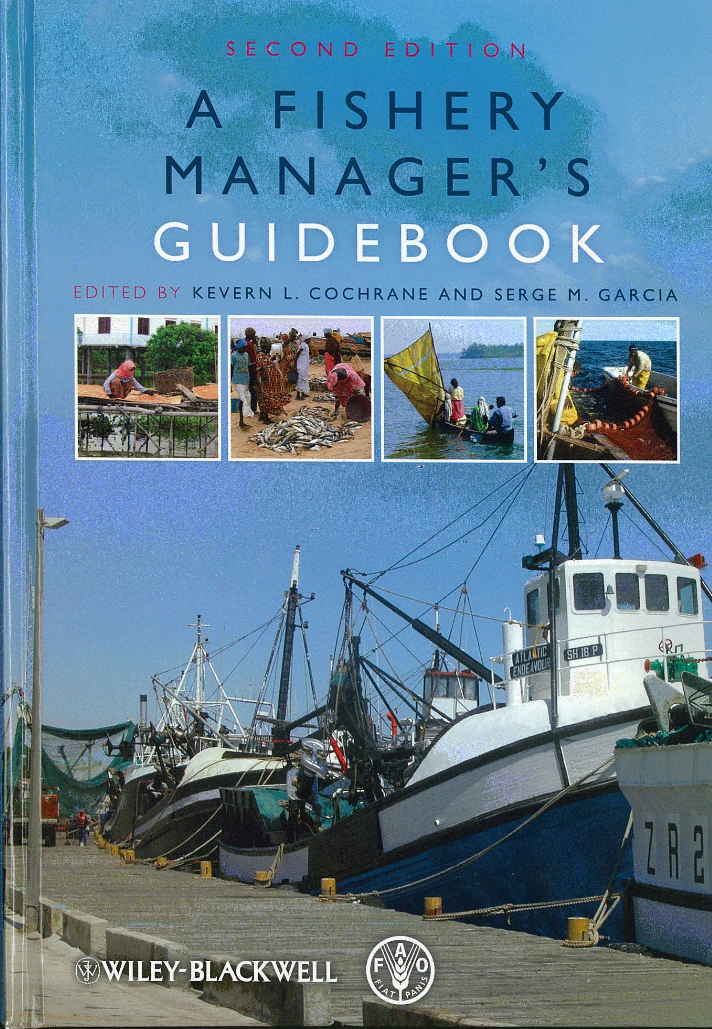 SECOND EDITION
A FISHERY
MANAGER'S
GUIDEBOOK
EDITED BY KEVERN L. COCHRANE AND SERGE M. GARCIA
ATLANTIC
ENDEAVOUR
SH 18 P
Z R 2
WILEY-BLACKWELL
F A O
FIAT PANIS